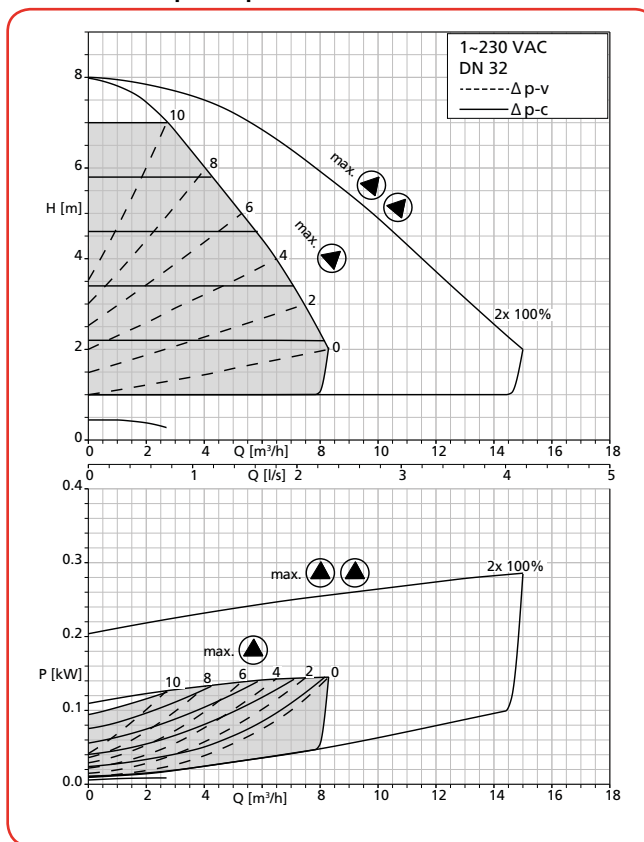 1~230 VAC
DN 32
Δ p-v
Δ p-c
8
6
H [m]
4
2
0
10
8
6
4
2
0
max.
max.
2x 100%
0 2 4 Q [m³/h] 8 10 12 14 16 18
0 1 Q [l/s] 2 3 4 5
0.4
0.3
0.2
P [kW]
0.1
0.0
max.
2x 100%
max.
10 8 6 4 2 0
0 2 4 Q [m³/h] 8 10 12 14 16 18